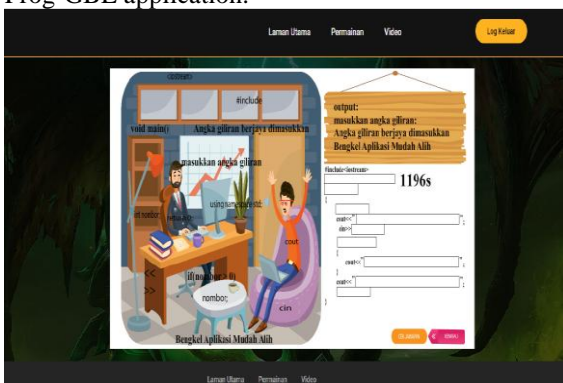 Prog-GBL application.
Laman Utama Permainan Video Log Keluar
<iostream>
#include
void main() Angka giliran berjaya dimasukkan
masukkan angka giliran
using namespace std;
int nombor;
cout
<<
>>
if(nombor > 0)
nombor;
cin
Bengkel Aplikasi Mudah Alih
output:
masukkan angka giliran:
Angka giliran berjaya dimasukkan
Bengkel Aplikasi Mudah Alih
#include<iostream>
1196s
{
cout<<" ";
cin>>
{
cout<<" ";
}
cout<<" ";
}
Laman Utama Permainan Video